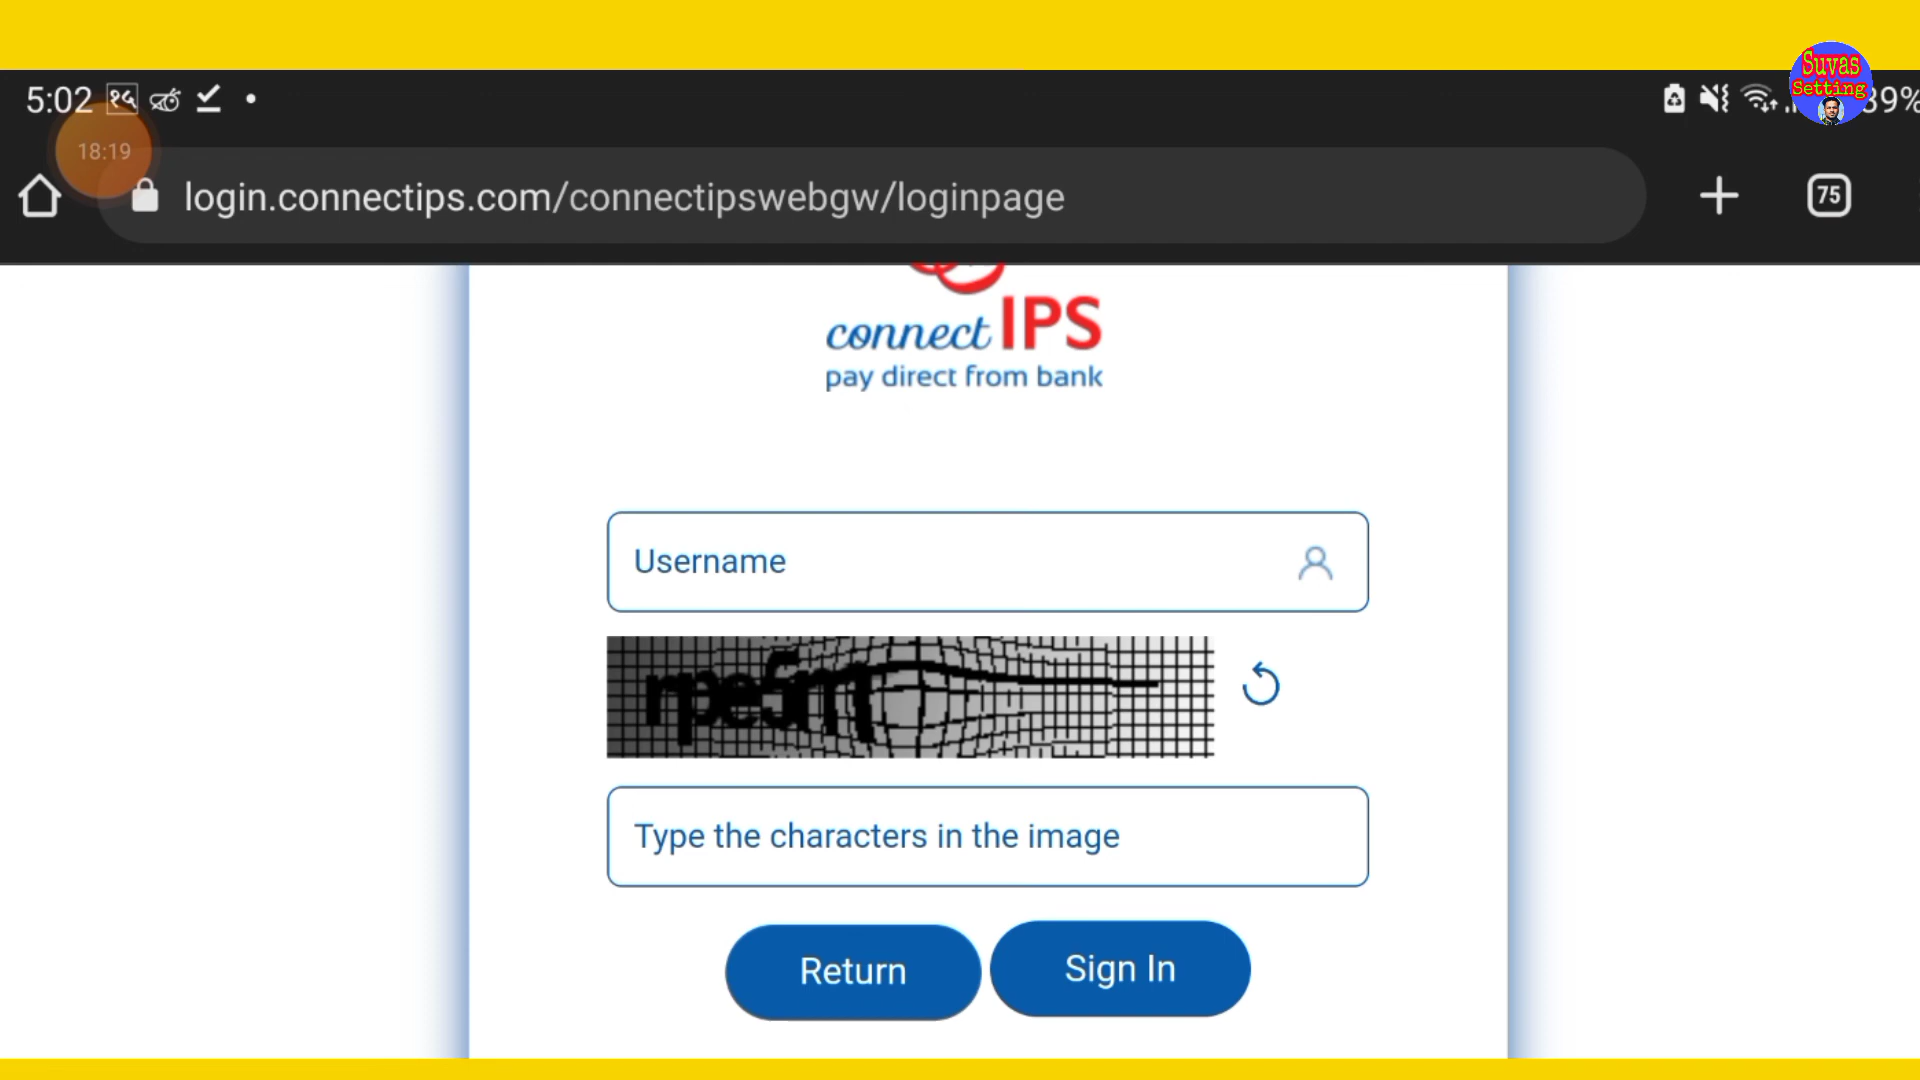 Suvas
Setting
5:02
39%
18:19
login.connectips.com/connectipswebgw/loginpage
75
connect IPS
pay direct from bank
Username
Type the characters in the image
Return
Sign In